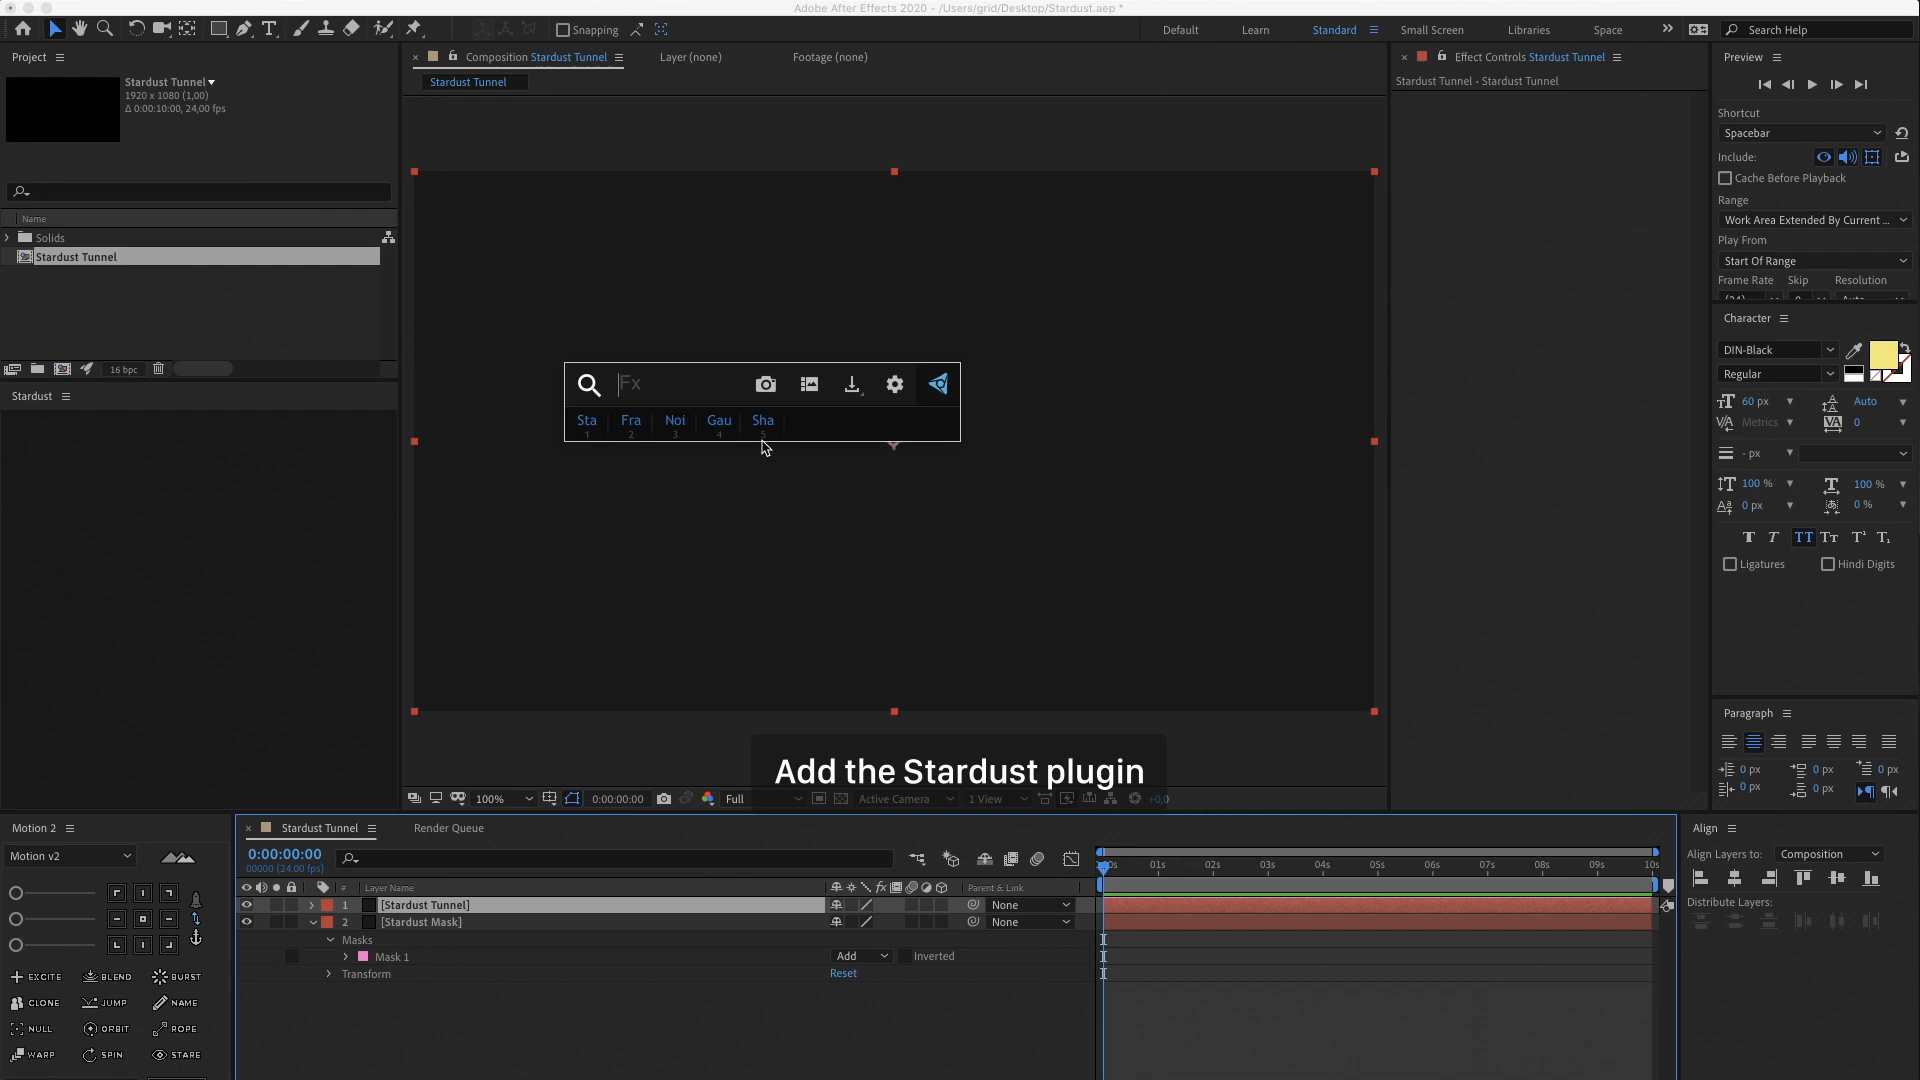 Adobe After Effects 2020 - /Users/grid/Desktop/Stardust.aep *
Snapping
Default
Learn
Standard
Small Screen
Libraries
Space
Search Help
Project
Stardust Tunnel
1920 x 1080 (1,00)
Δ 0:00:10:00, 24,00 fps
Name
Solids
Stardust Tunnel
16 bpc
Stardust
Composition Stardust Tunnel
Layer (none)
Footage (none)
Stardust Tunnel
Fx
Sta
Fra
Noi
Gau
Sha
1
2
3
4
5
Add the Stardust plugin
100%
0:00:00:00
Full
Active Camera
1 View
+0,0
Effect Controls Stardust Tunnel
Stardust Tunnel • Stardust Tunnel
Preview
Shortcut
Spacebar
Include:
Cache Before Playback
Range
Work Area Extended By Current ...
Play From
Start Of Range
Frame Rate
Skip
Resolution
Character
DIN-Black
Regular
60 px
Auto
Metrics
0
- px
100 %
100 %
0 px
0 %
Ligatures
Hindi Digits
Paragraph
0 px
0 px
0 px
0 px
0 px
Motion 2
Motion v2
EXCITE
BLEND
BURST
CLONE
JUMP
NAME
NULL
ORBIT
ROPE
WARP
SPIN
STARE
Stardust Tunnel
Render Queue
0:00:00:00
00000 (24.00 fps)
01s
02s
03s
04s
05s
06s
07s
08s
09s
10s
#
Layer Name
Parent & Link
1
[Stardust Tunnel]
None
2
[Stardust Mask]
None
Masks
Mask 1
Add
Inverted
Transform
Reset
Align
Align Layers to:
Composition
Distribute Layers: